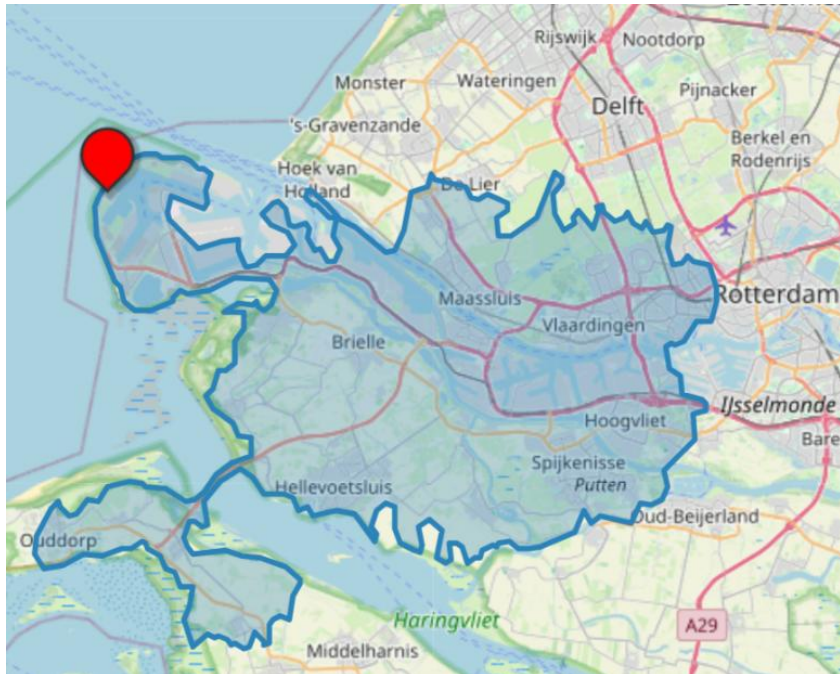 Rijswijk
Nootdorp
Monster
Wateringen
Pijnacker
Delft
's-Gravenzande
Berkel en
Rodenrijs
Hoek van
Holland
De Lier
Maassluis
Rotterdam
Vlaardingen
Brielle
IJsselmonde
Hoogvliet
Bare
Spijkenisse
Putten
Hellevoetsluis
Oud-Beijerland
Ouddorp
Haringvliet
A29
Middelharnis